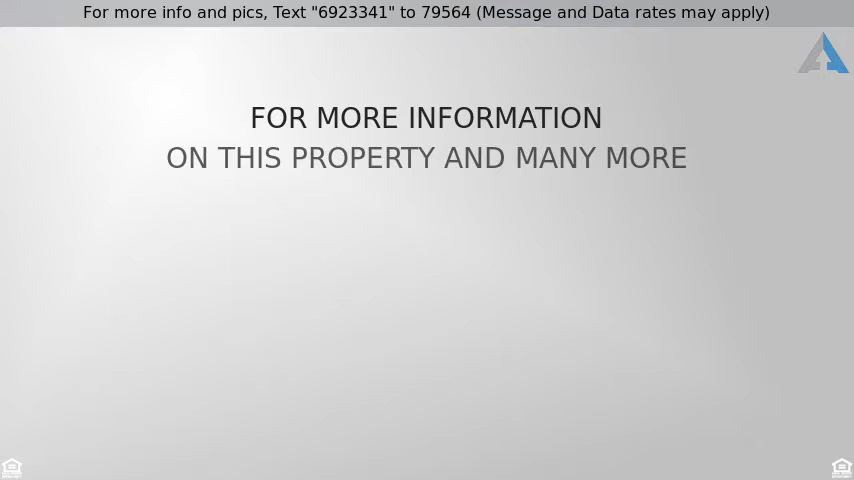 For more info and pics, Text "6923341" to 79564 (Message and Data rates may apply)
FOR MORE INFORMATION
ON THIS PROPERTY AND MANY MORE